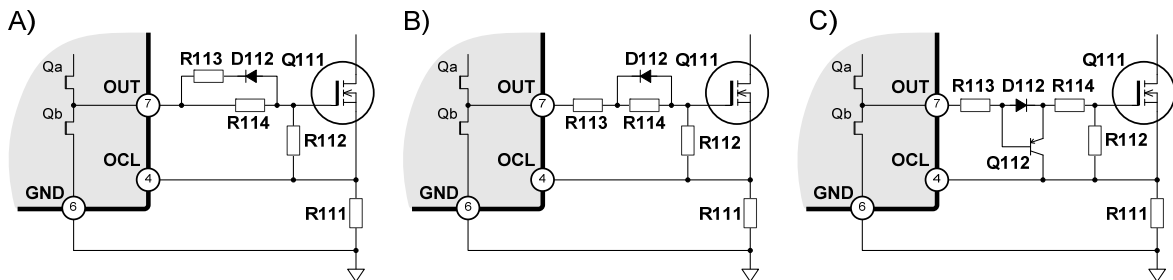 A)
Qa
Qb
OUT
7
OCL
4
GND
6
R113
D112
Q111
R114
R112
R111
B)
Qa
Qb
OUT
7
OCL
4
GND
6
R113
D112
R114
Q111
R112
R111
C)
Qa
Qb
OUT
7
OCL
4
GND
6
R113
D112
R114
Q111
Q112
R112
R111